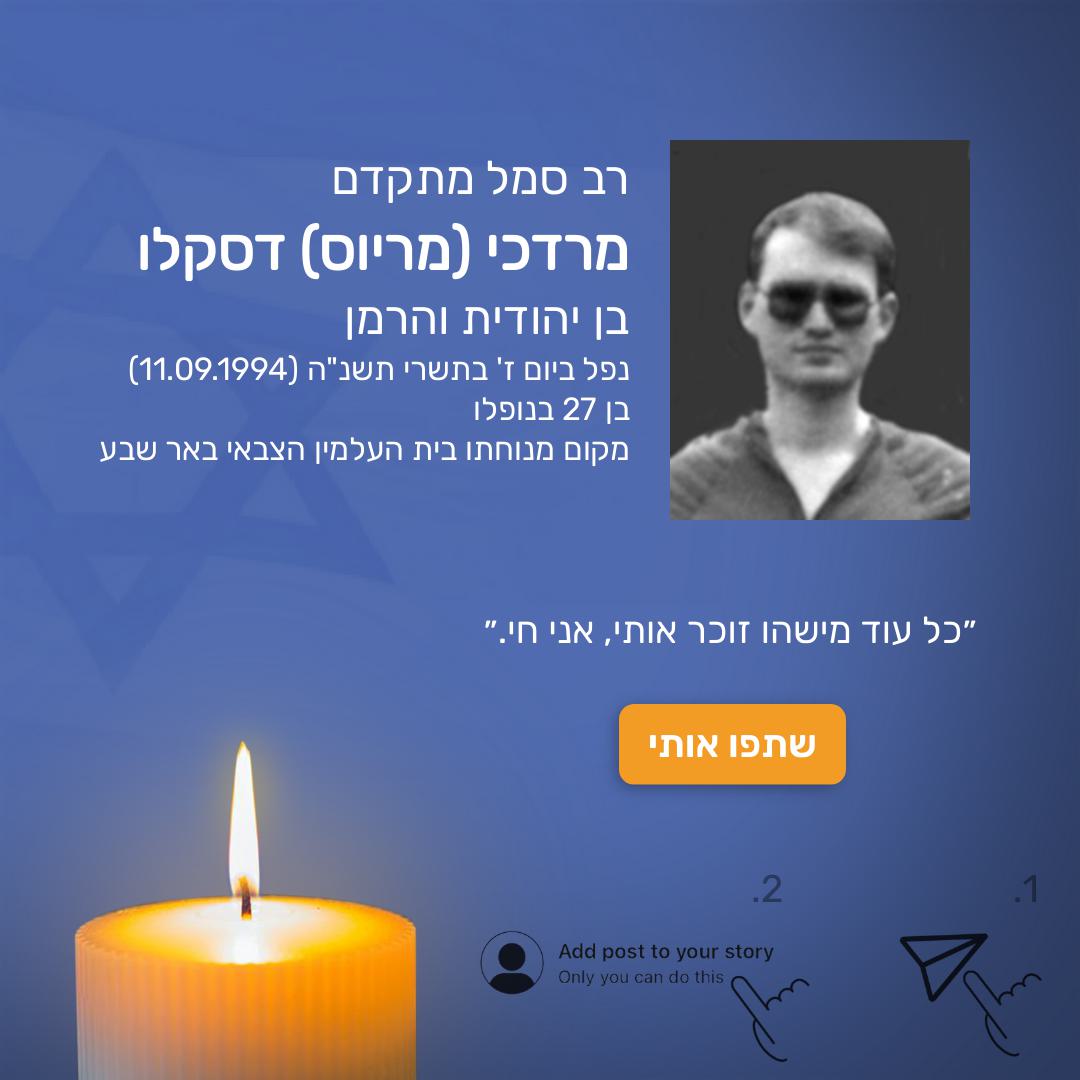 רב סמל מתקדם
מרדכי (מריוס) דסקלו
בן יהודית והרמן
נפל ביום ז' בתשרי תשנ"ה (11.09.1994)
בן 27 בנופלו
מקום מנוחתו בית העלמין הצבאי באר שבע
״כל עוד מישהו זוכר אותי, אני חי.״
שתפו אותי
1.
2.
Add post to your story
Only you can do this